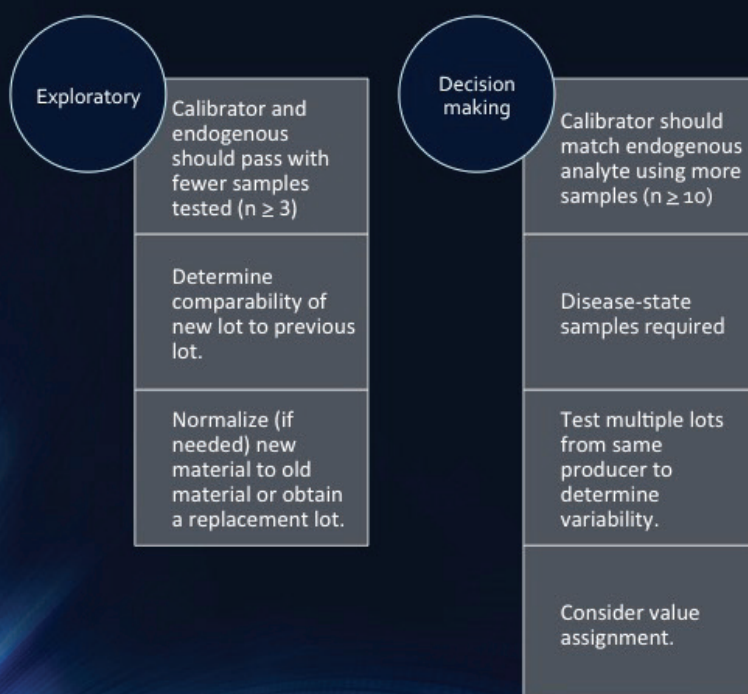 Exploratory
Calibrator and
endogenous
should pass with
fewer samples
tested (n ≥ 3)
Determine
comparability of
new lot to previous
lot.
Normalize (if
needed) new
material to old
material or obtain
a replacement lot.
Decision
making
Calibrator should
match endogenous
analyte using more
samples (n ≥ 10)
Disease-state
samples required
Test multiple lots
from same
producer to
determine
variability.
Consider value
assignment.